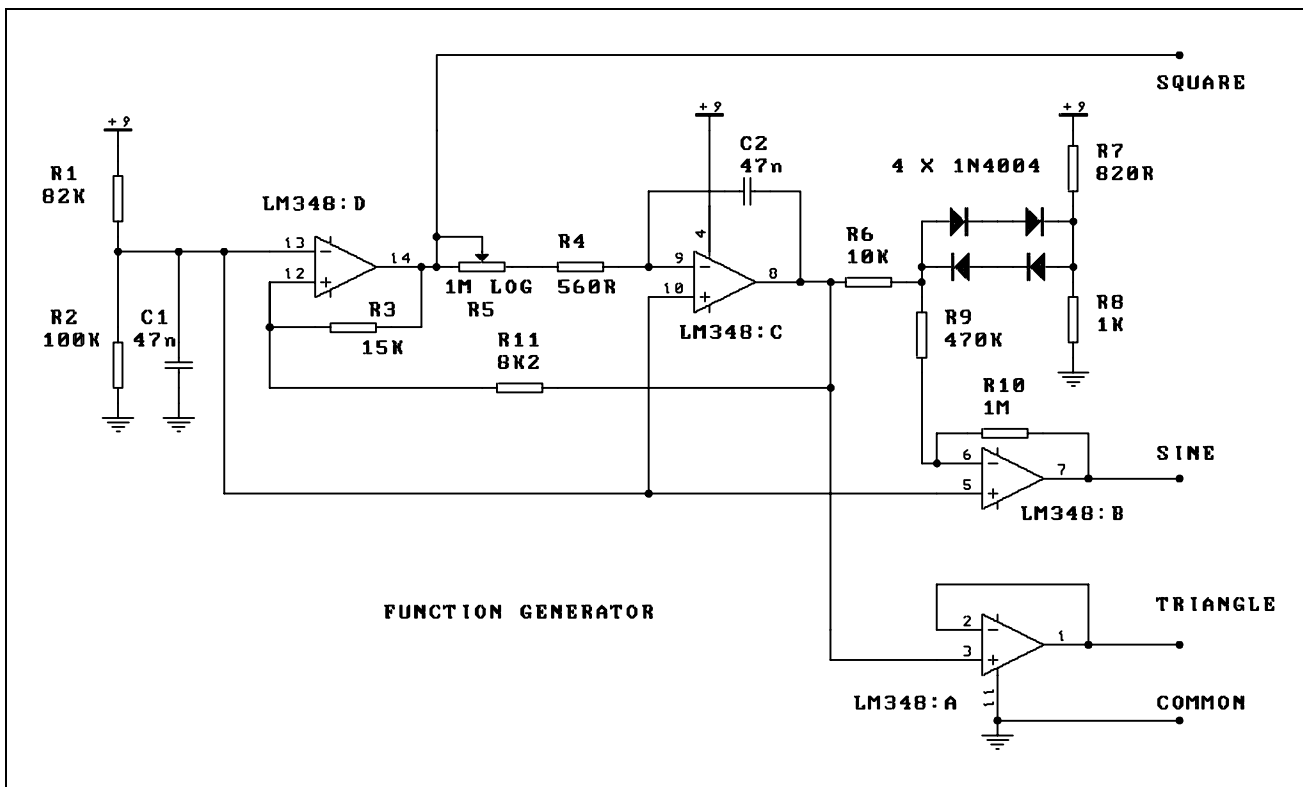 SQUARE
+9
R1
82K
LM348:D
13
−
12
+
14
R2
100K
C1
47n
R3
15K
1M LOG
R5
R4
560R
R11
8K2
+9
C2
47n
4
9
−
10
+
8
LM348:C
R6
10K
4 X 1N4004
+9
R7
820R
R8
1K
R9
470K
R10
1M
6
−
5
+
7
LM348:B
SINE
FUNCTION GENERATOR
2
−
3
+
1
11
LM348:A
TRIANGLE
COMMON